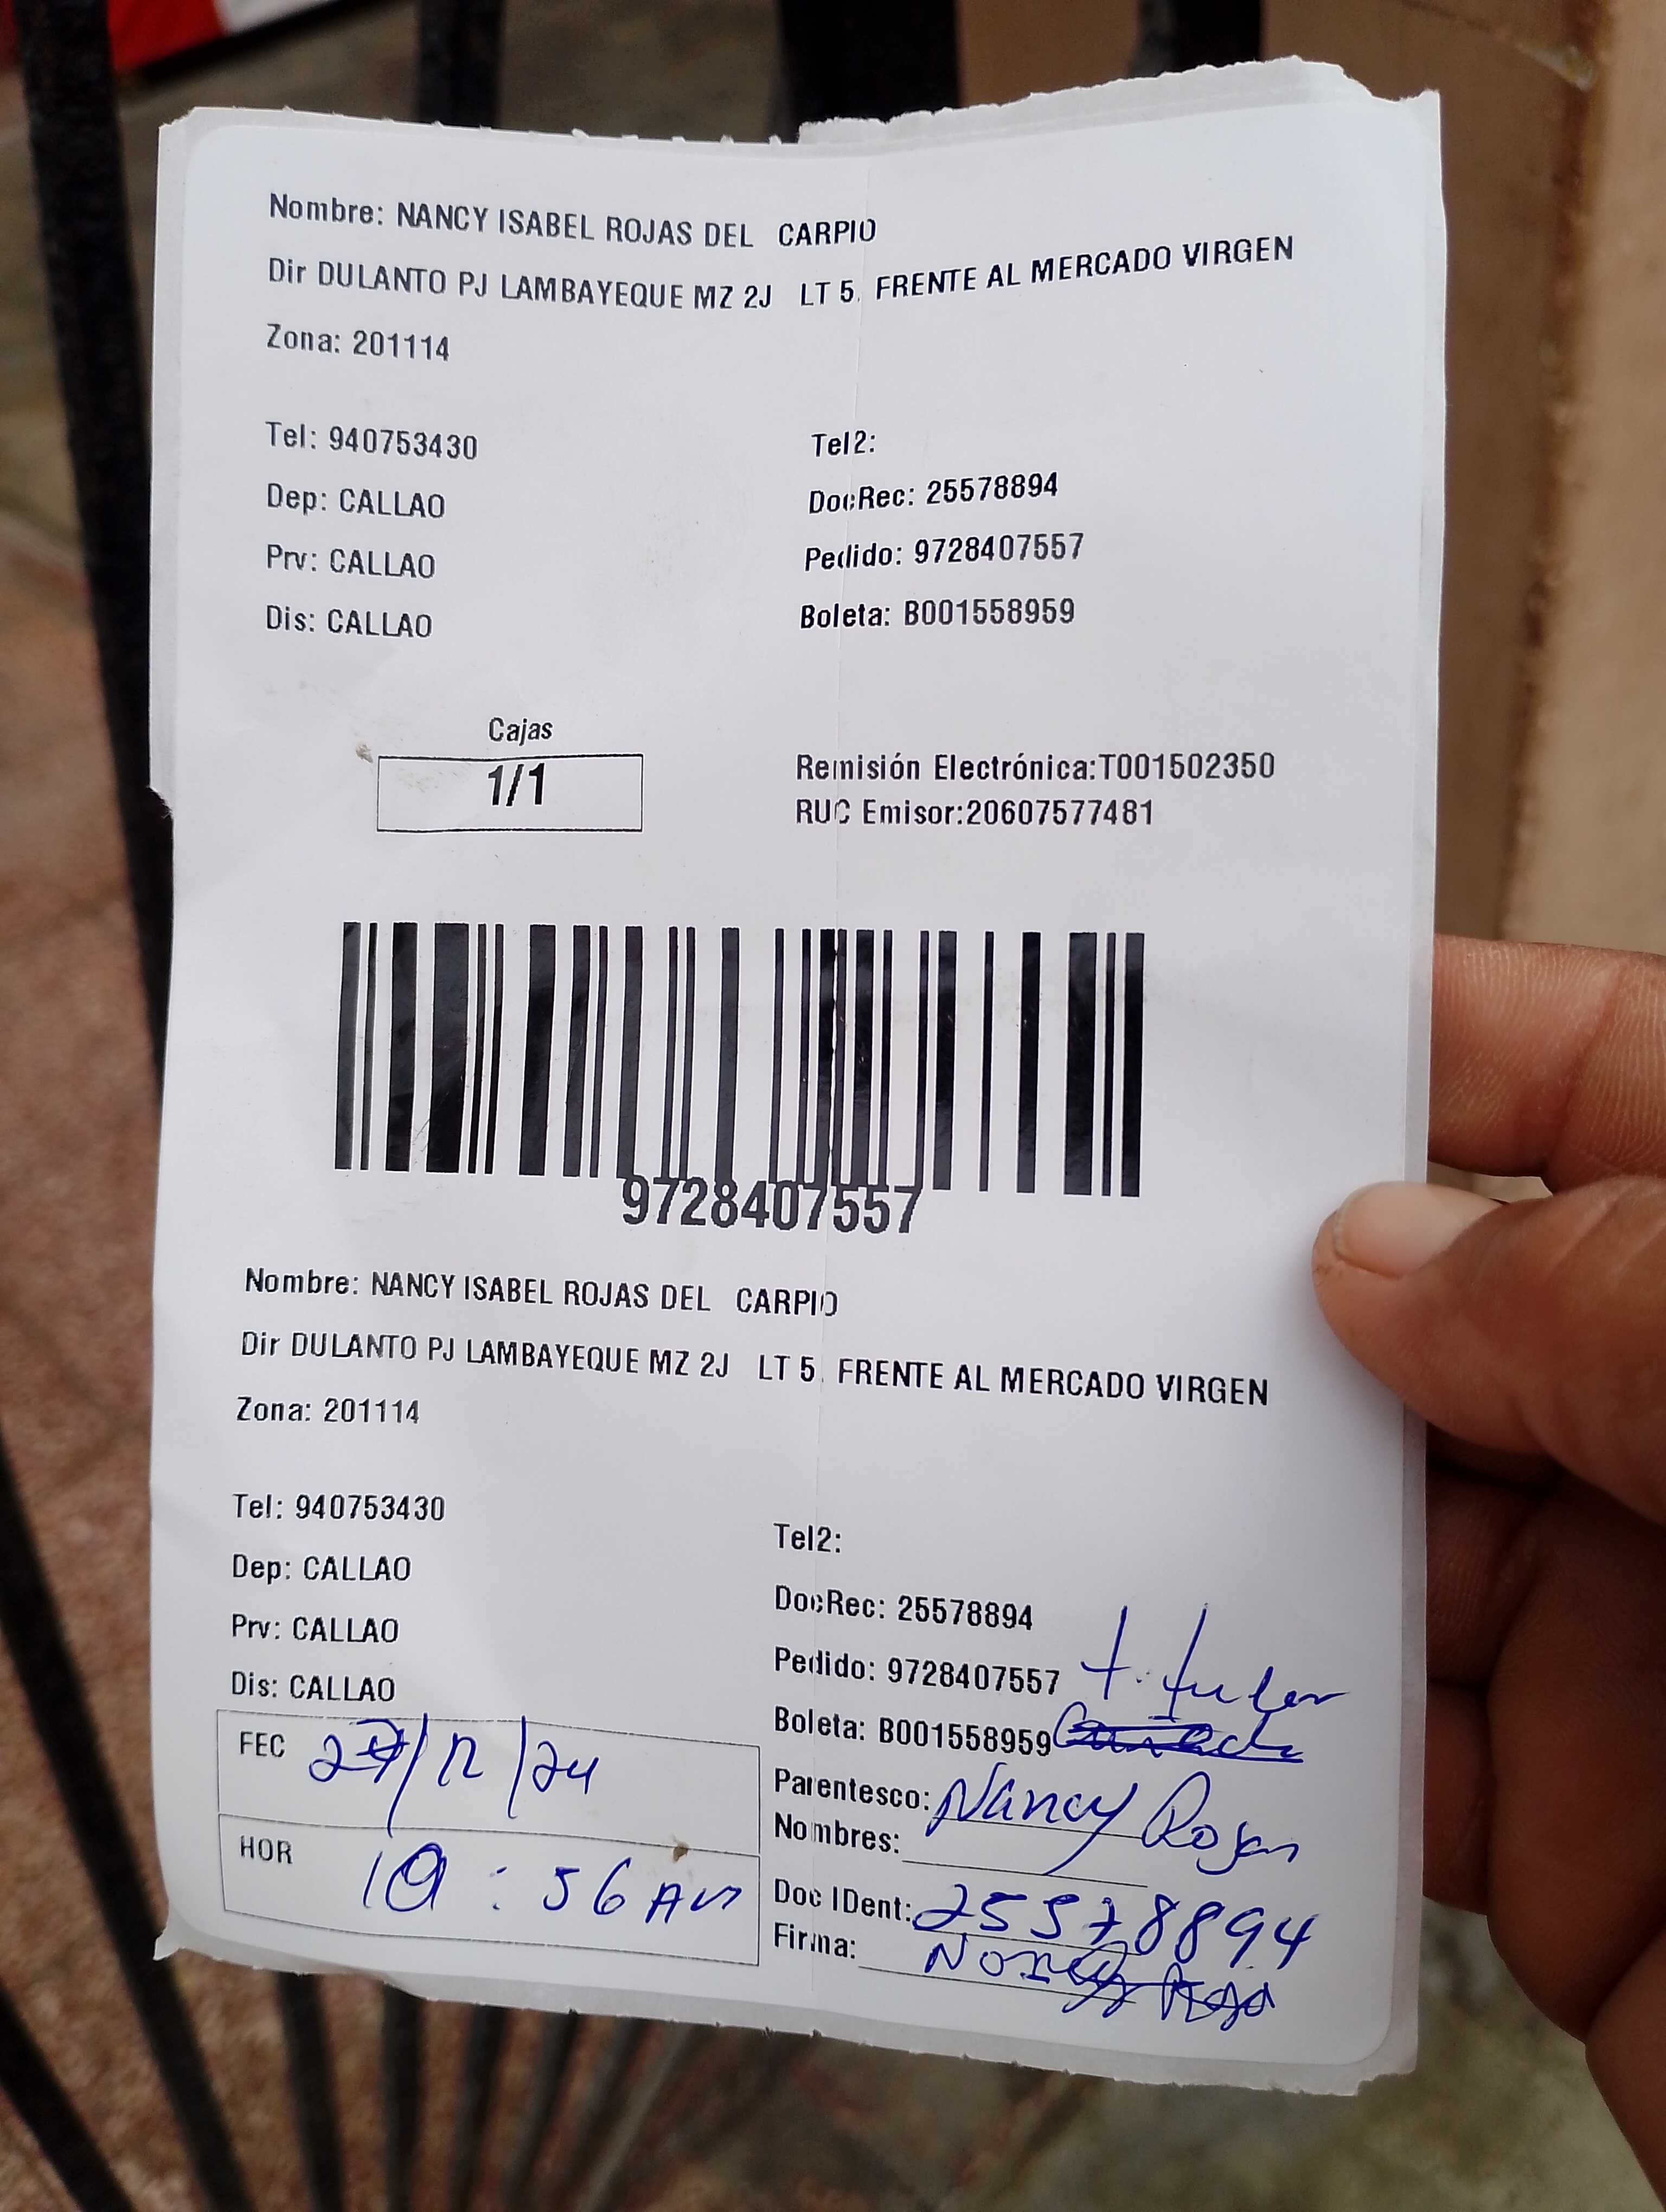 Nombre: NANCY ISABEL ROJAS DEL CARPIO
Dir DULANTO PJ LAMBAYEQUE MZ 2J LT 5. FRENTE AL MERCADO VIRGEN
Zona: 201114
Tel: 940753430
Tel2:
Dep: CALLAO
DocRec: 25578894
Prv: CALLAO
Pedido: 9728407557
Dis: CALLAO
Boleta: B001558959
Cajas
1/1
Remisión Electrónica:T001502350
RUC Emisor:20607577481
9728407557
Nombre: NANCY ISABEL ROJAS DEL CARPIO
Dir DULANTO PJ LAMBAYEQUE MZ 2J LT 5. FRENTE AL MERCADO VIRGEN
Zona: 201114
Tel: 940753430
Tel2:
Dep: CALLAO
DocRec: 25578894
Prv: CALLAO
Pedido: 9728407557 titular
Dis: CALLAO
Boleta: B001558959
FEC 27/12/24
Parentesco: Nancy Rojas
Nombres:
HOR 10:56 AM
Doc IDent: 25578894
Firma: Nancy Rojas